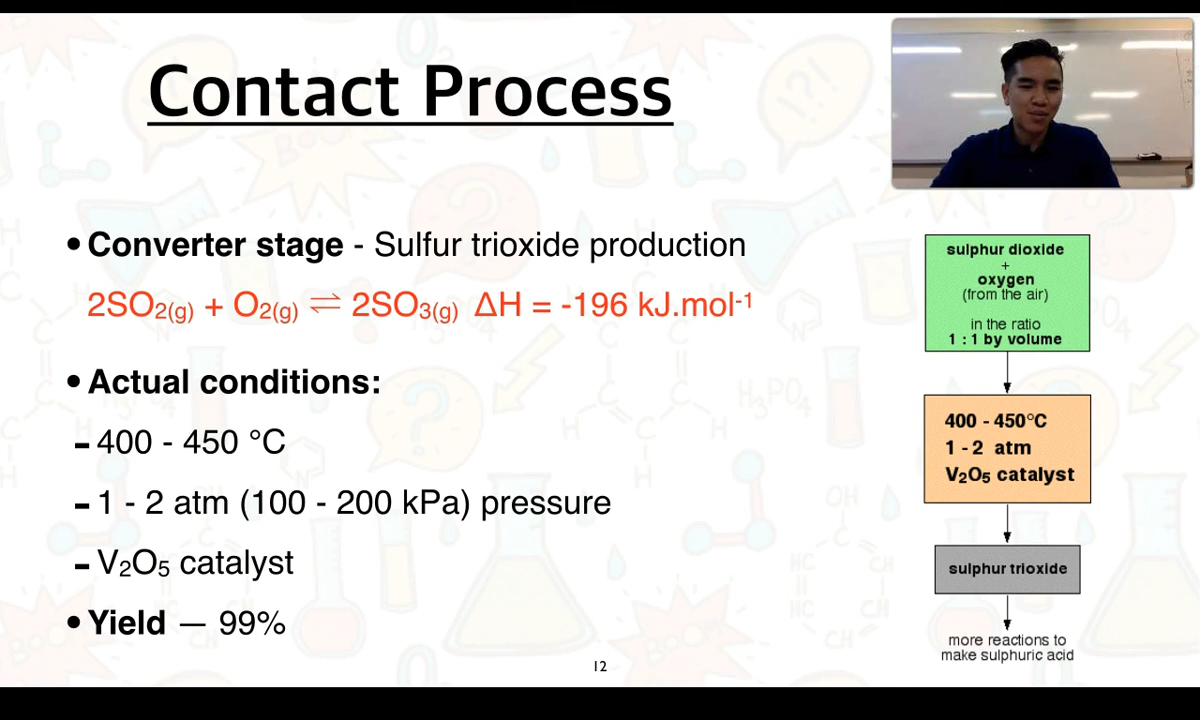 Contact Process
• Converter stage - Sulfur trioxide production
2SO₂(g) + O₂(g) ⇌ 2SO₃(g) ΔH = -196 kJ.mol⁻¹
• Actual conditions:
- 400 - 450 °C
- 1 - 2 atm (100 - 200 kPa) pressure
- V₂O₅ catalyst
• Yield — 99%
sulphur dioxide
+
oxygen
(from the air)
in the ratio
1 : 1 by volume
400 - 450°C
1 - 2 atm
V₂O₅ catalyst
sulphur trioxide
more reactions to
make sulphuric acid
12